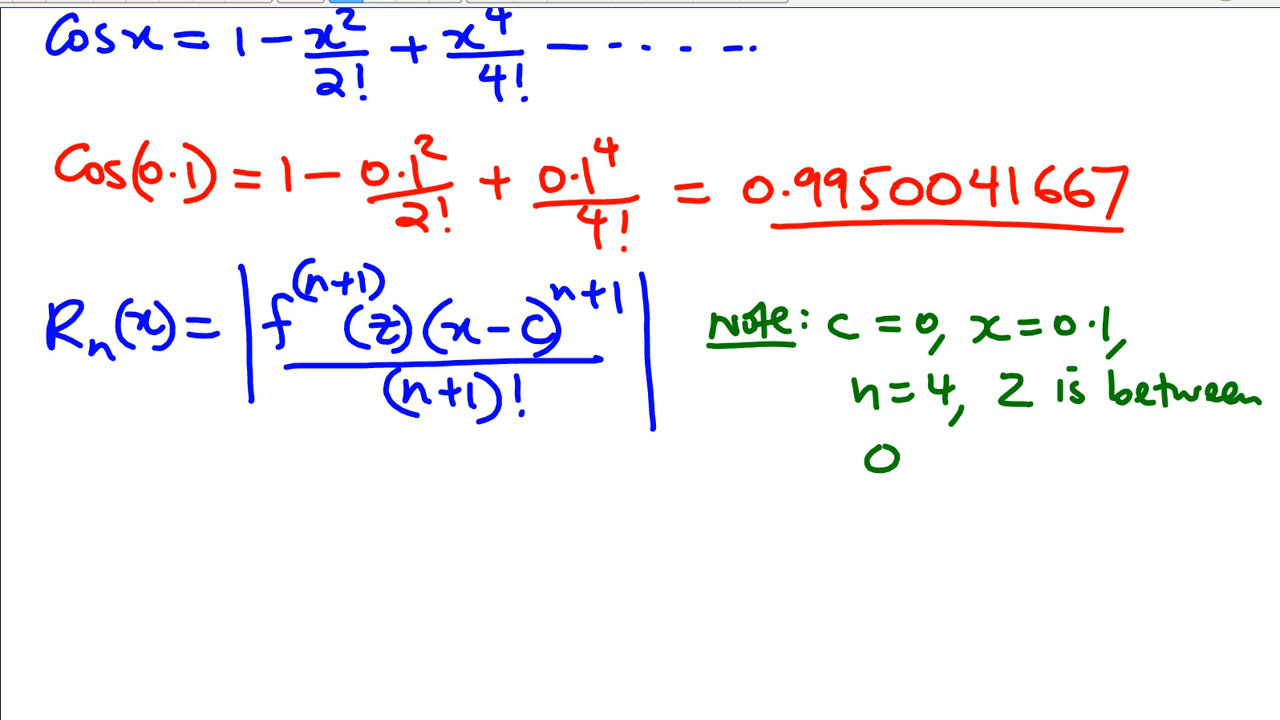 Cos x = 1 - x²/2! + x⁴/4! - - - - - ..
Cos(0.1) = 1 - 0.1²/2! + 0.1⁴/4! = 0.9950041667
Rₙ(x) = | f⁽ⁿ⁺¹⁾(z)(x-c)ⁿ⁺¹/(n+1)! |
Note: c = 0, x = 0.1,
n = 4, z is between
0